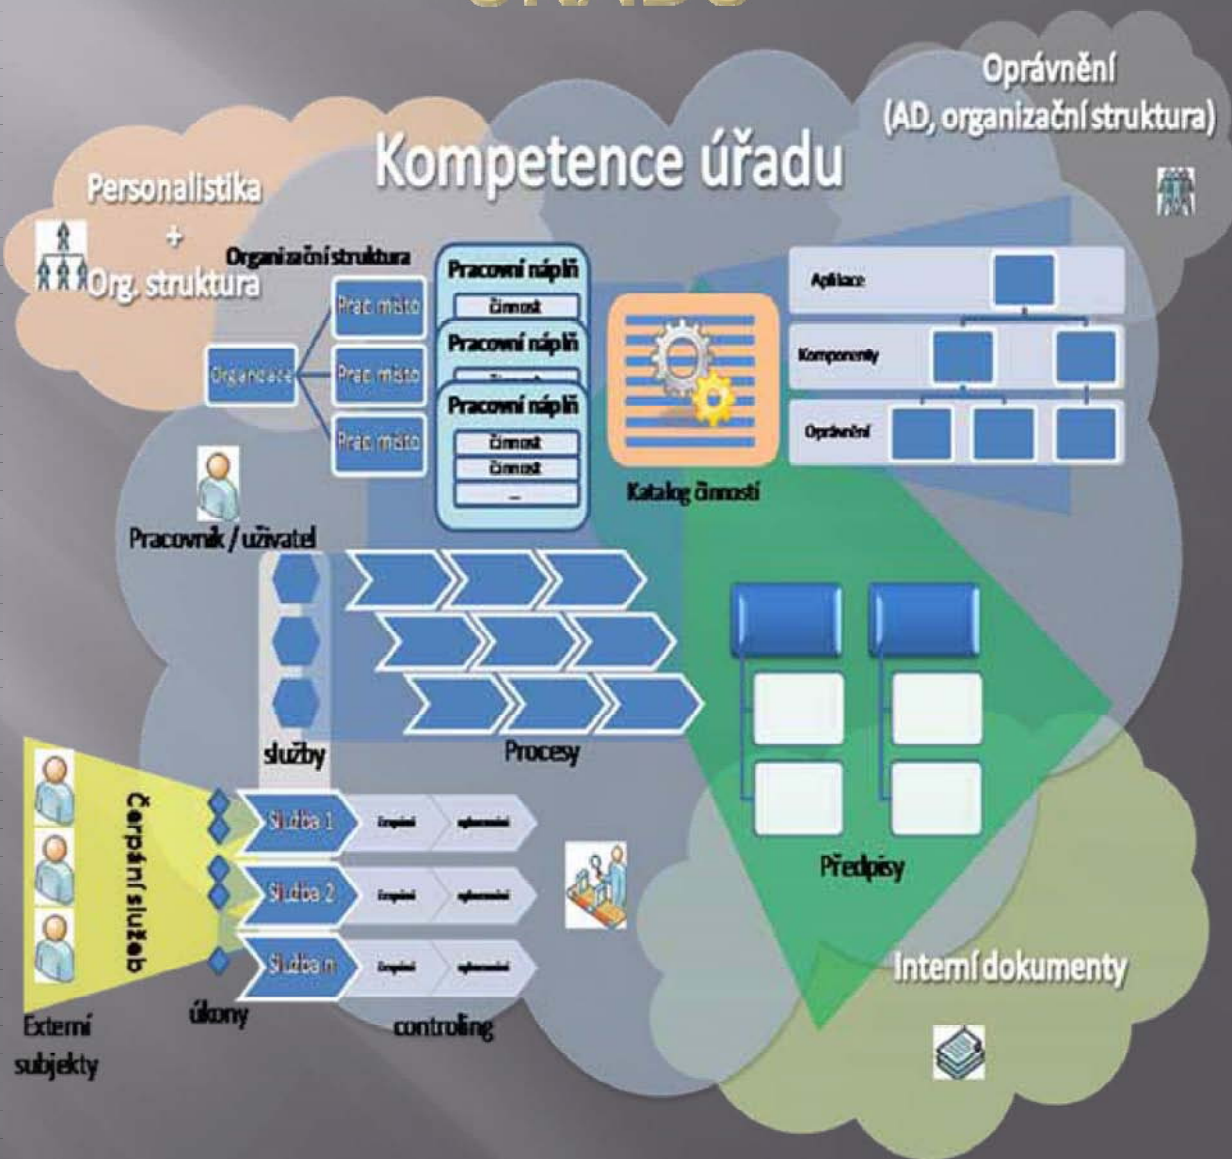 Oprávnění
(AD, organizační struktura)
Kompetence úřadu
Personalistika
+
Org. struktura
Organizační struktura
Organizace
Prac místo
Prac místo
Prac místo
Pracovní náplň
činnost
Pracovní náplň
Pracovní náplň
činnost
činnost
...
Katalog činností
Aplikace
Komponenty
Oprávnění
Pracovník / uživatel
služby
Procesy
Předpisy
Čerpání služeb
Služba 1
Služba 2
Služba n
Externí
subjekty
úkony
controling
Interní dokumenty